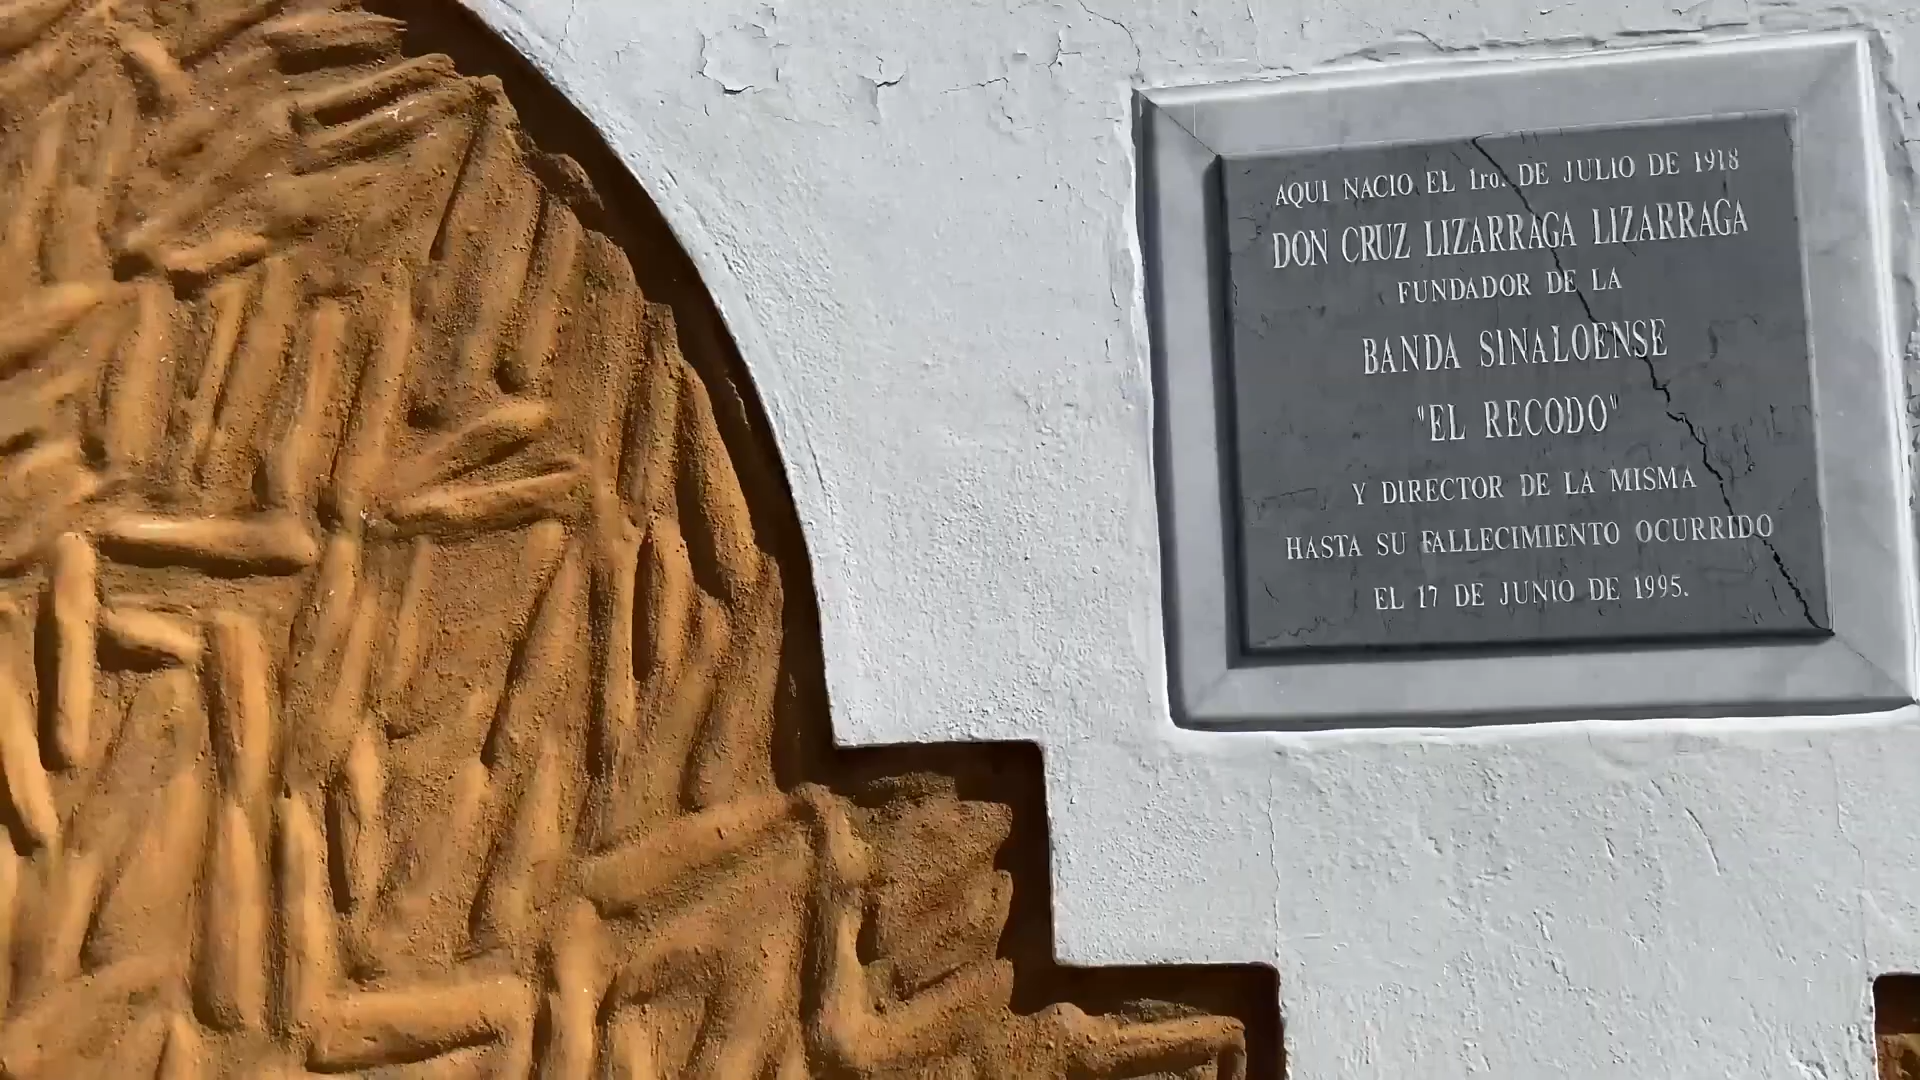 AQUI NACIO EL 1ro. DE JULIO DE 1918
DON CRUZ LIZARRAGA LIZARRAGA
FUNDADOR DE LA
BANDA SINALOENSE
"EL RECODO"
Y DIRECTOR DE LA MISMA
HASTA SU FALLECIMIENTO OCURRIDO
EL 17 DE JUNIO DE 1995.